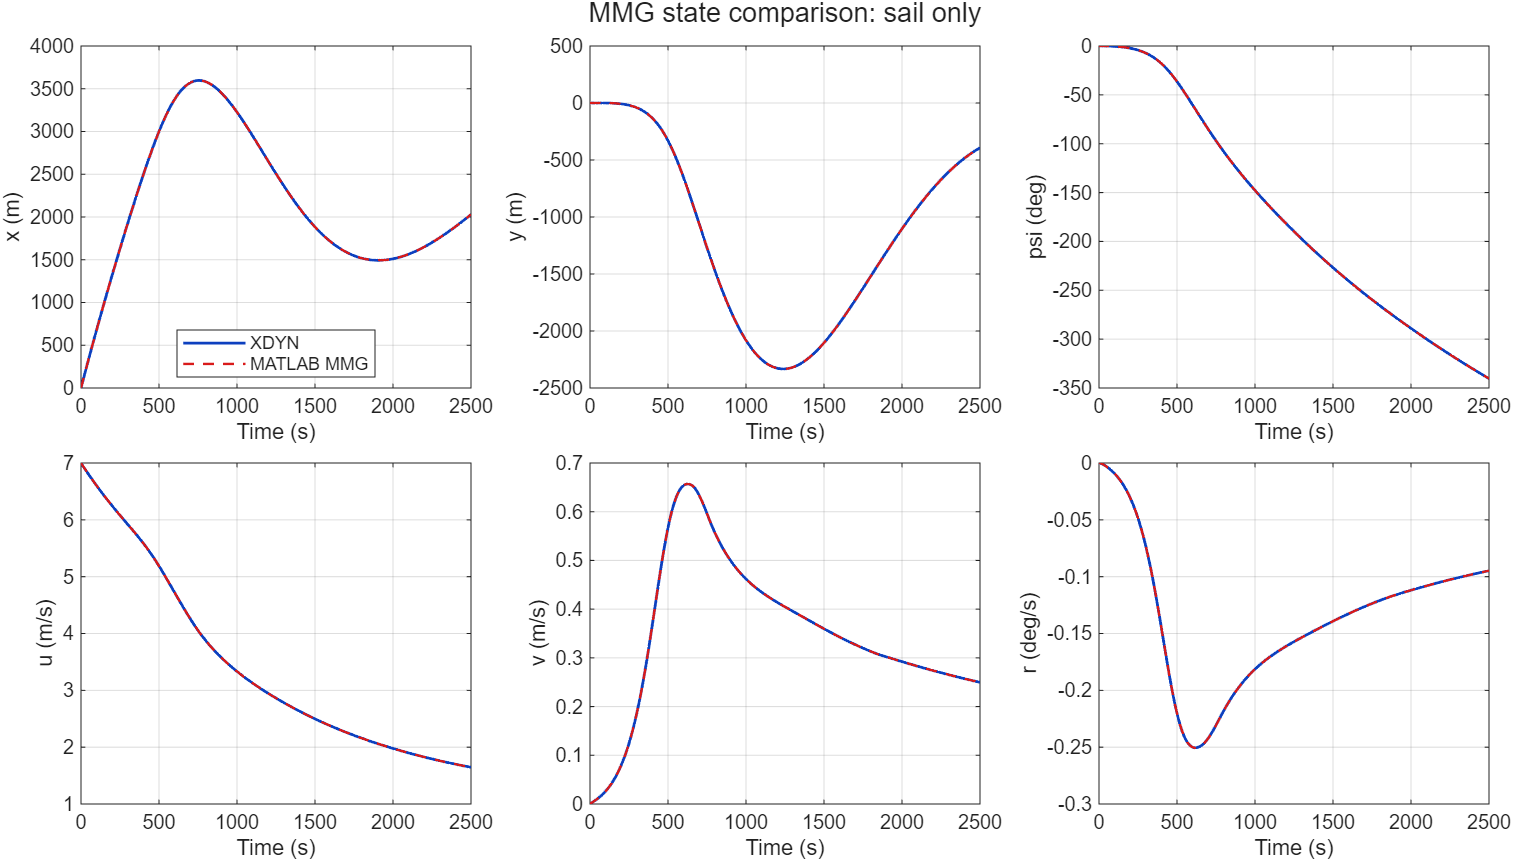 MMG state comparison: sail only
x (m)
4000
3500
3000
2500
2000
1500
1000
500
0
XDYN
MATLAB MMG
0 500 1000 1500 2000 2500
Time (s)
y (m)
500
0
-500
-1000
-1500
-2000
-2500
0 500 1000 1500 2000 2500
Time (s)
psi (deg)
0
-50
-100
-150
-200
-250
-300
-350
0 500 1000 1500 2000 2500
Time (s)
u (m/s)
7
6
5
4
3
2
1
0 500 1000 1500 2000 2500
Time (s)
v (m/s)
0.7
0.6
0.5
0.4
0.3
0.2
0.1
0
0 500 1000 1500 2000 2500
Time (s)
r (deg/s)
0
-0.05
-0.1
-0.15
-0.2
-0.25
-0.3
0 500 1000 1500 2000 2500
Time (s)